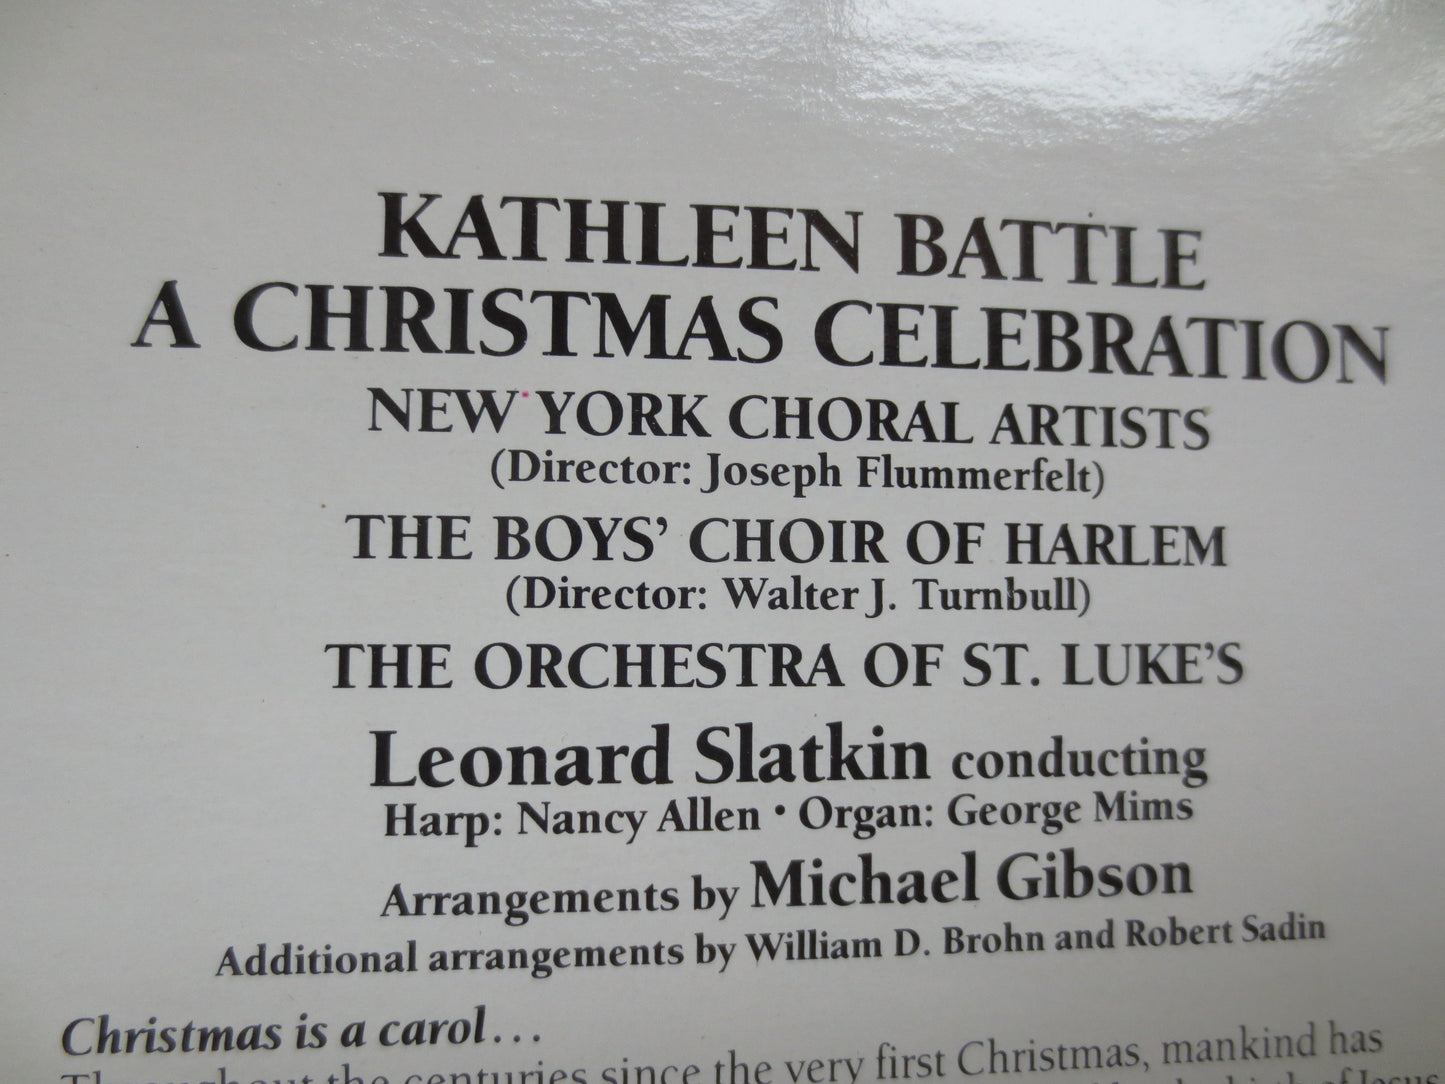 KATHLEEN BATTLE
A CHRISTMAS CELEBRATION
NEW YORK CHORAL ARTISTS
(Director: Joseph Flummerfelt)
THE BOYS’ CHOIR OF HARLEM
(Director: Walter J. Turnbull)
THE ORCHESTRA OF ST. LUKE’S
Leonard Slatkin conducting
Harp: Nancy Allen • Organ: George Mims
Arrangements by Michael Gibson
Additional arrangements by William D. Brohn and Robert Sadin
Christmas is a carol...
Throughout the centuries since the very first Christmas, mankind has
of Jesus